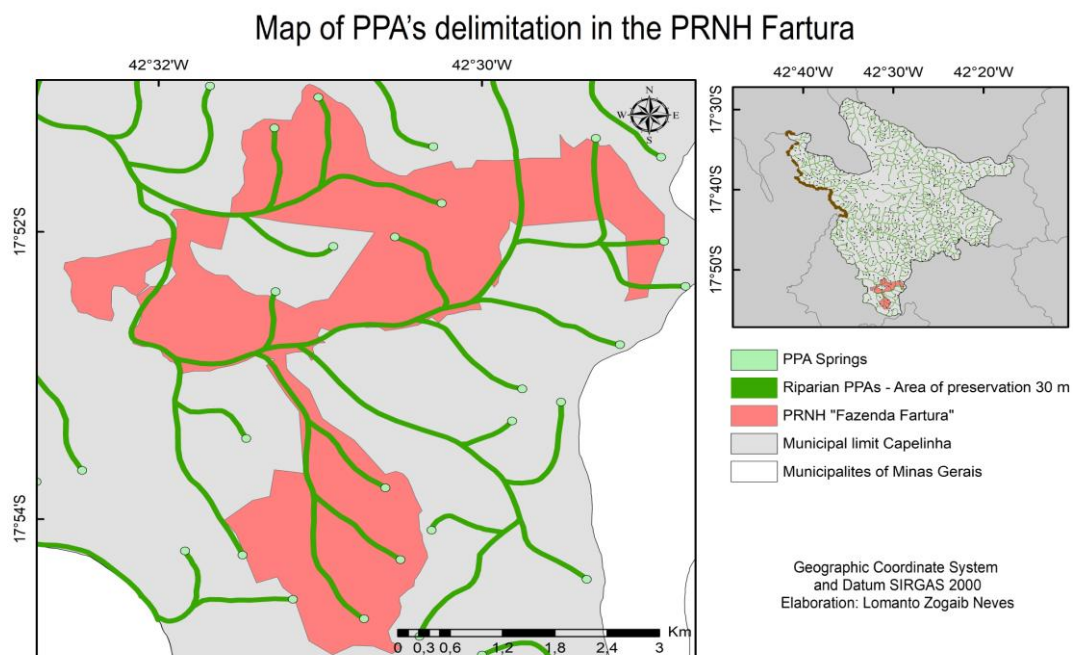 Map of PPA's delimitation in the PRNH Fartura
42°32'W
42°30'W
17°52'S
17°54'S
N
W
E
S
Km
0
0,3
0,6
1,2
1,8
2,4
3
42°40'W
42°30'W
42°20'W
17°30'S
17°40'S
17°50'S
PPA Springs
Riparian PPAs - Area of preservation 30 m
PRNH "Fazenda Fartura"
Municipal limit Capelinha
Municipalites of Minas Gerais
Geographic Coordinate System
and Datum SIRGAS 2000
Elaboration: Lomanto Zogaib Neves